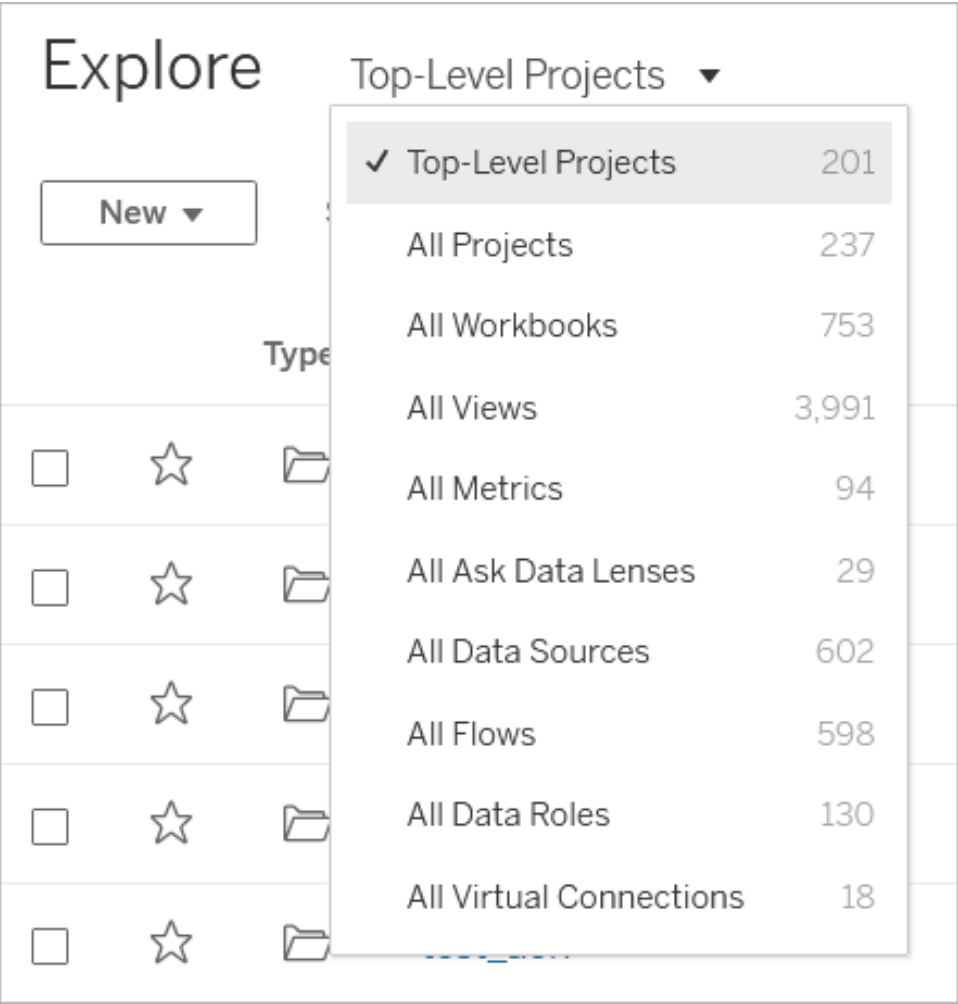 Explore
Top-Level Projects
Top-Level Projects 201
New
All Projects 237
All Workbooks 753
Type
All Views 3,991
All Metrics 94
All Ask Data Lenses 29
All Data Sources 602
All Flows 598
All Data Roles 130
All Virtual Connections 18